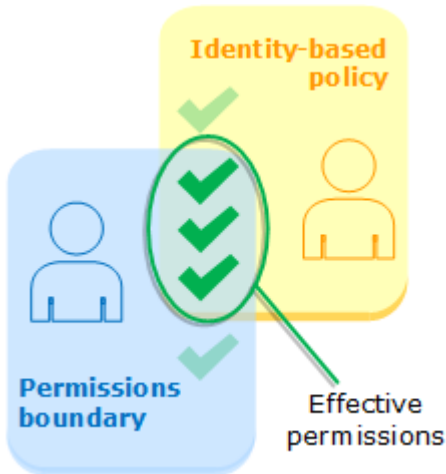 Identity-based
policy
Permissions
boundary
Effective
permissions